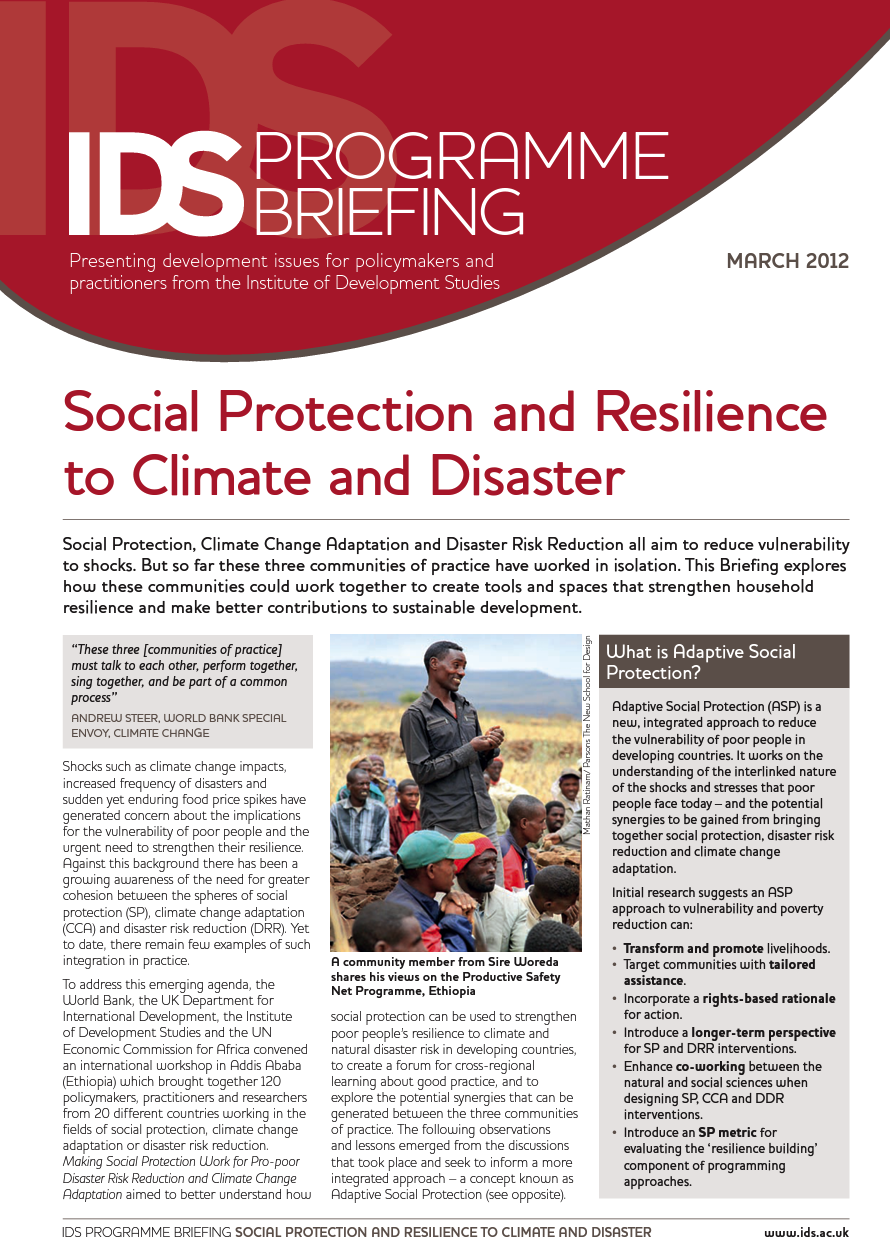 IDS
IDS PROGRAMME
BRIEFING
Presenting development issues for policymakers and
practitioners from the Institute of Development Studies
MARCH 2012
Social Protection and Resilience
to Climate and Disaster
Social Protection, Climate Change Adaptation and Disaster Risk Reduction all aim to reduce vulnerability
to shocks. But so far these three communities of practice have worked in isolation. This Briefing explores
how these communities could work together to create tools and spaces that strengthen household
resilience and make better contributions to sustainable development.
“These three [communities of practice]
must talk to each other, perform together,
sing together, and be part of a common
process”
ANDREW STEER, WORLD BANK SPECIAL
ENVOY, CLIMATE CHANGE
Shocks such as climate change impacts,
increased frequency of disasters and
sudden yet enduring food price spikes have
generated concern about the implications
for the vulnerability of poor people and the
urgent need to strengthen their resilience.
Against this background there has been a
growing awareness of the need for greater
cohesion between the spheres of social
protection (SP), climate change adaptation
(CCA) and disaster risk reduction (DRR). Yet
to date, there remain few examples of such
integration in practice.
To address this emerging agenda, the
World Bank, the UK Department for
International Development, the Institute
of Development Studies and the UN
Economic Commission for Africa convened
an international workshop in Addis Ababa
(Ethiopia) which brought together 120
policymakers, practitioners and researchers
from 20 different countries working in the
fields of social protection, climate change
adaptation or disaster risk reduction.
Making Social Protection Work for Pro-poor
Disaster Risk Reduction and Climate Change
Adaptation aimed to better understand how
Mathan Ratinam/ Parsons The New School for Design
A community member from Sire Woreda
shares his views on the Productive Safety
Net Programme, Ethiopia
social protection can be used to strengthen
poor people’s resilience to climate and
natural disaster risk in developing countries,
to create a forum for cross-regional
learning about good practice, and to
explore the potential synergies that can be
generated between the three communities
of practice. The following observations
and lessons emerged from the discussions
that took place and seek to inform a more
integrated approach – a concept known as
Adaptive Social Protection (see opposite).
What is Adaptive Social
Protection?
Adaptive Social Protection (ASP) is a
new, integrated approach to reduce
the vulnerability of poor people in
developing countries. It works on the
understanding of the interlinked nature
of the shocks and stresses that poor
people face today – and the potential
synergies to be gained from bringing
together social protection, disaster risk
reduction and climate change
adaptation.
Initial research suggests an ASP
approach to vulnerability and poverty
reduction can:
• Transform and promote livelihoods.
• Target communities with tailored
assistance.
• Incorporate a rights-based rationale
for action.
• Introduce a longer-term perspective
for SP and DRR interventions.
• Enhance co-working between the
natural and social sciences when
designing SP, CCA and DDR
interventions.
• Introduce an SP metric for
evaluating the ‘resilience building’
component of programming
approaches.
IDS PROGRAMME BRIEFING SOCIAL PROTECTION AND RESILIENCE TO CLIMATE AND DISASTER
www.ids.ac.uk